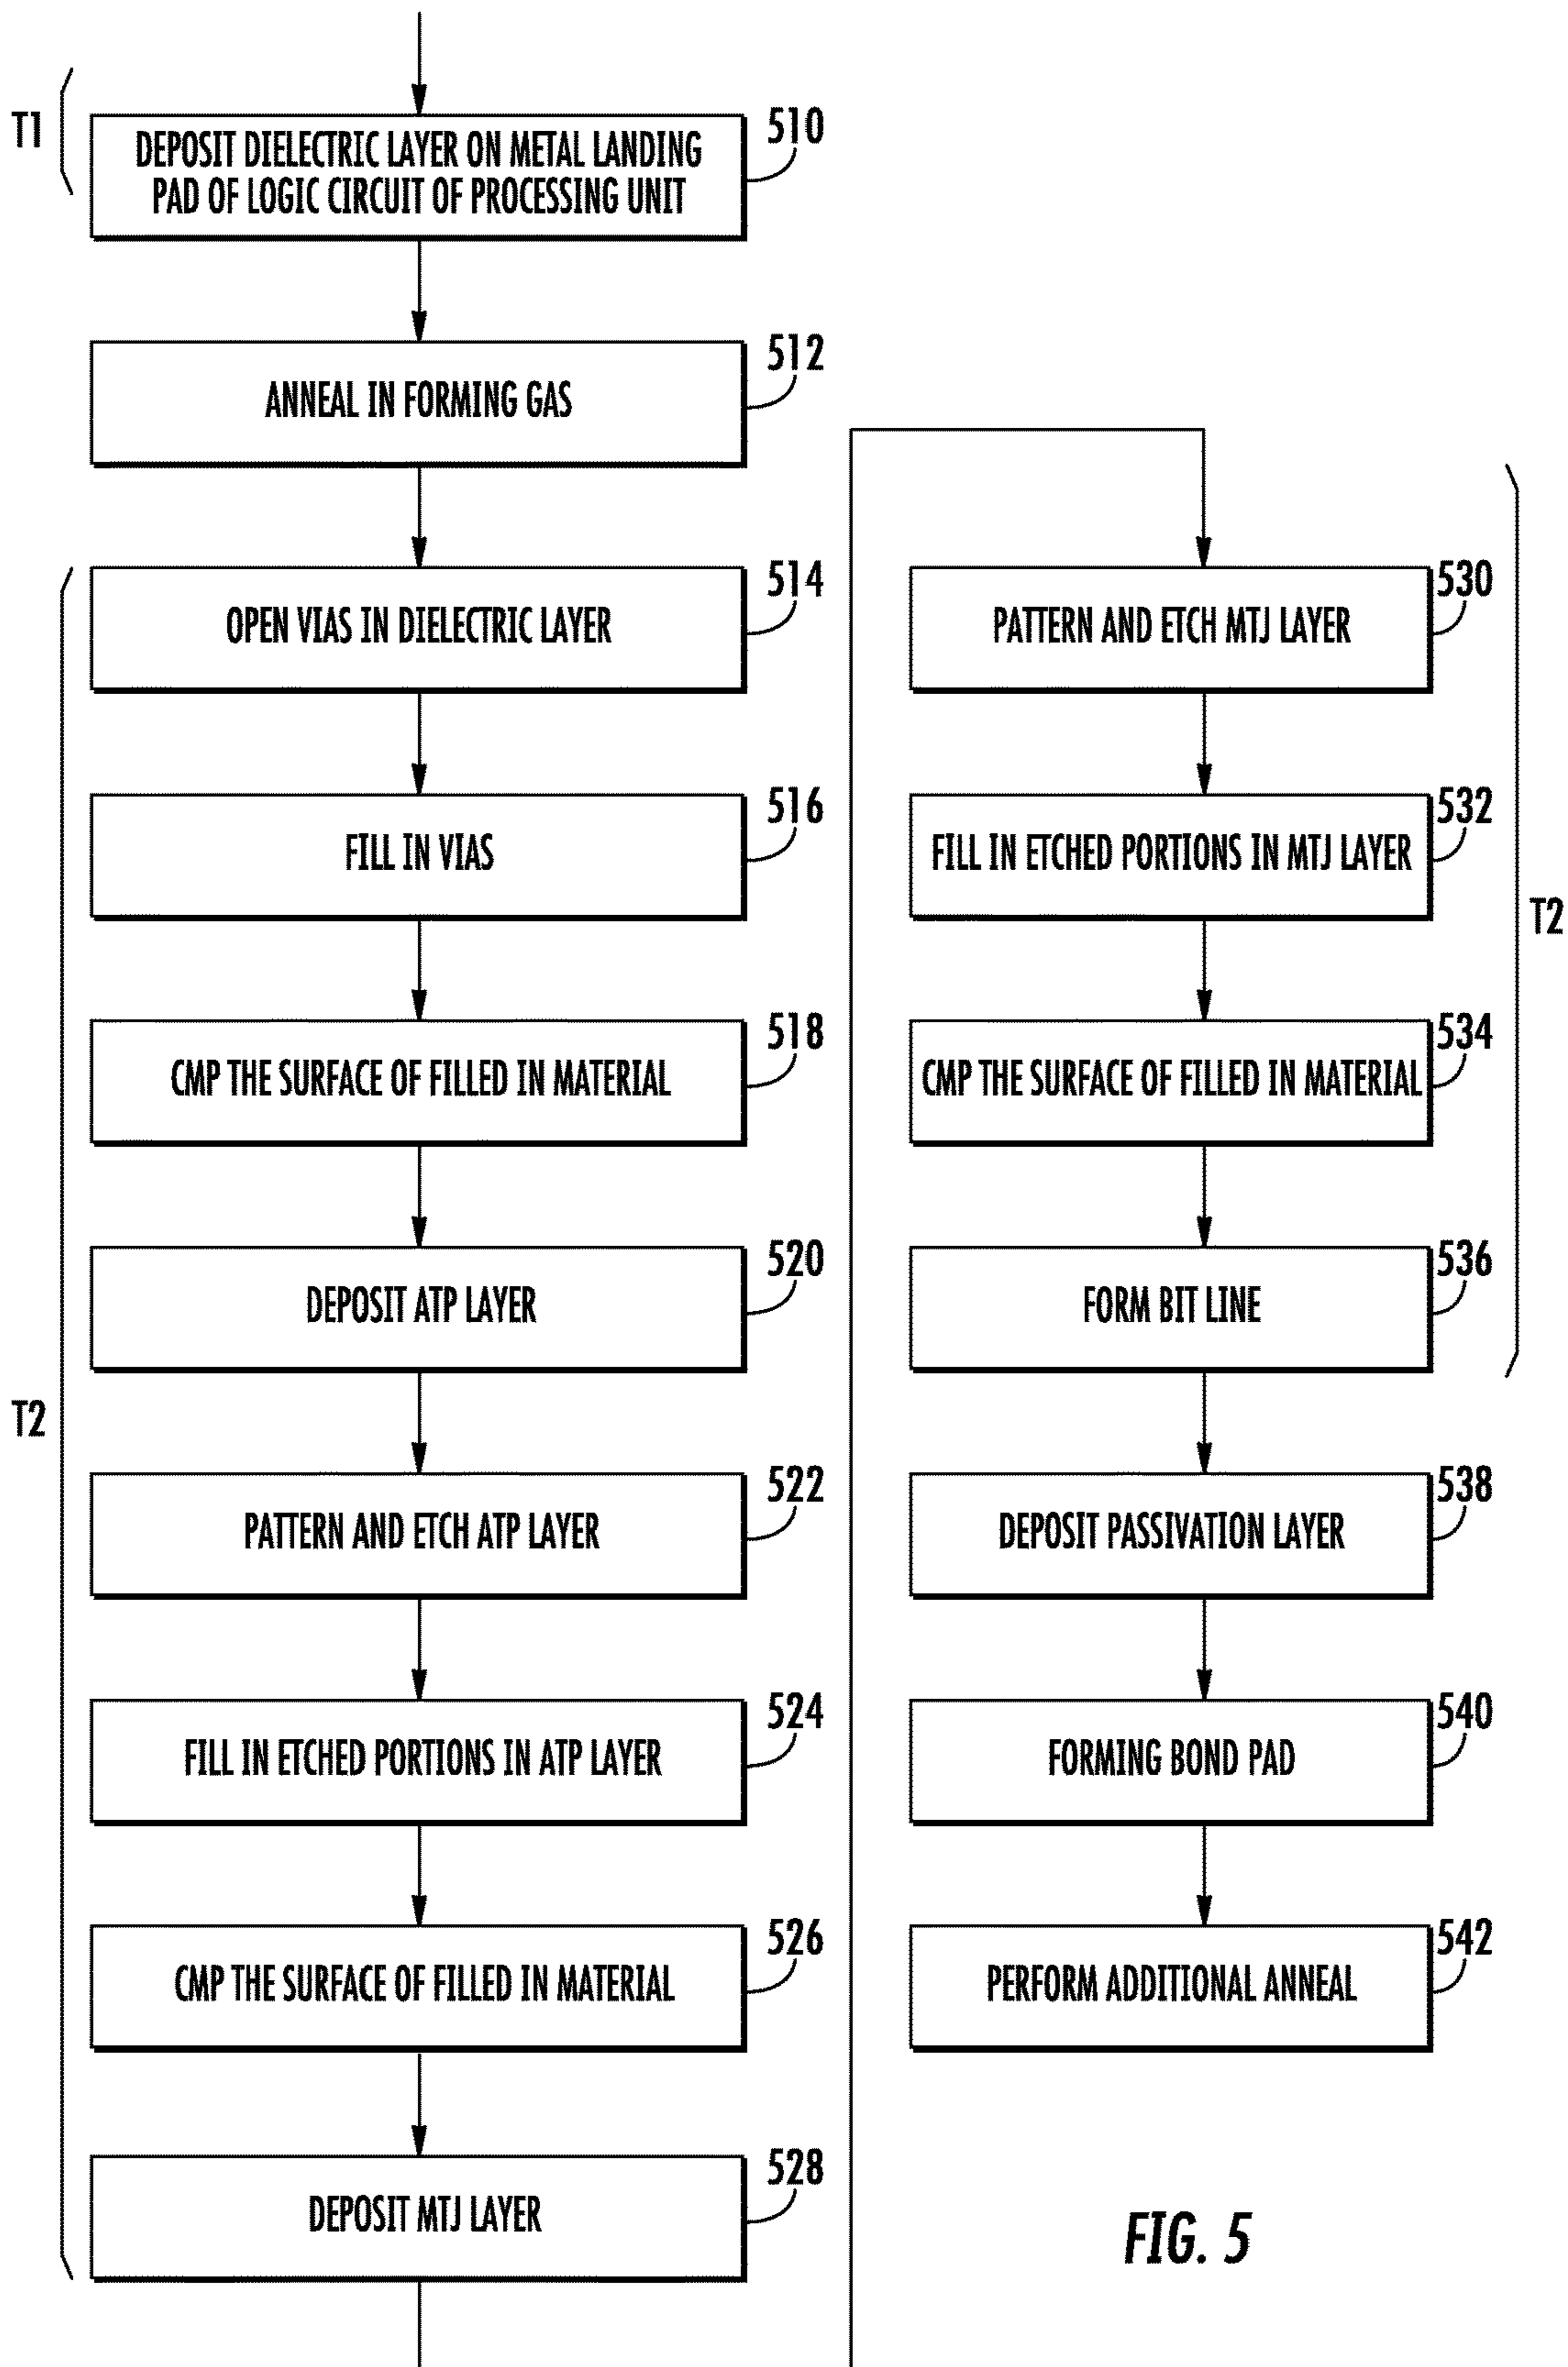 T1
DEPOSIT DIELECTRIC LAYER ON METAL LANDING
PAD OF LOGIC CIRCUIT OF PROCESSING UNIT
510
ANNEAL IN FORMING GAS
512
T2
OPEN VIAS IN DIELECTRIC LAYER
514
FILL IN VIAS
516
CMP THE SURFACE OF FILLED IN MATERIAL
518
DEPOSIT ATP LAYER
520
PATTERN AND ETCH ATP LAYER
522
FILL IN ETCHED PORTIONS IN ATP LAYER
524
CMP THE SURFACE OF FILLED IN MATERIAL
526
DEPOSIT MTJ LAYER
528
PATTERN AND ETCH MTJ LAYER
530
FILL IN ETCHED PORTIONS IN MTJ LAYER
532
T2
CMP THE SURFACE OF FILLED IN MATERIAL
534
FORM BIT LINE
536
DEPOSIT PASSIVATION LAYER
538
FORMING BOND PAD
540
PERFORM ADDITIONAL ANNEAL
542
FIG. 5